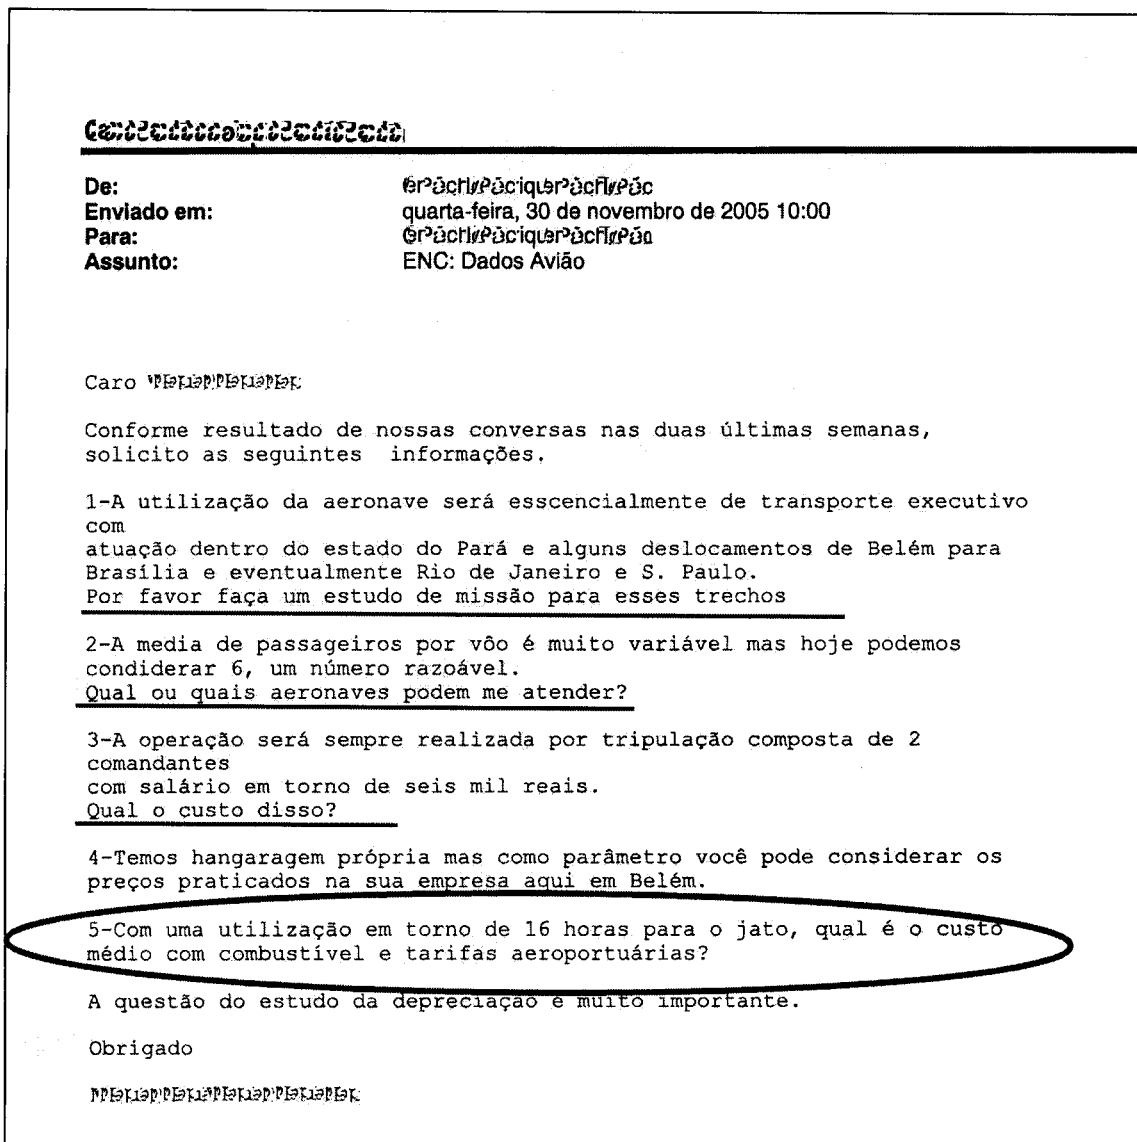 De:
Enviado em: quarta-feira, 30 de novembro de 2005 10:00
Para:
Assunto: ENC: Dados Avião
Caro
Conforme resultado de nossas conversas nas duas últimas semanas,
solicito as seguintes informações.
1-A utilização da aeronave será esscencialmente de transporte executivo
com
atuação dentro do estado do Pará e alguns deslocamentos de Belém para
Brasília e eventualmente Rio de Janeiro e S. Paulo.
Por favor faça um estudo de missão para esses trechos
2-A media de passageiros por vôo é muito variável mas hoje podemos
condiderar 6, um número razoável.
Qual ou quais aeronaves podem me atender?
3-A operação será sempre realizada por tripulação composta de 2
comandantes
com salário em torno de seis mil reais.
Qual o custo disso?
4-Temos hangaragem própria mas como parâmetro você pode considerar os
preços praticados na sua empresa aqui em Belém.
5-Com uma utilização em torno de 16 horas para o jato, qual é o custo
médio com combustível e tarifas aeroportuárias?
A questão do estudo da depreciação é muito importante.
Obrigado